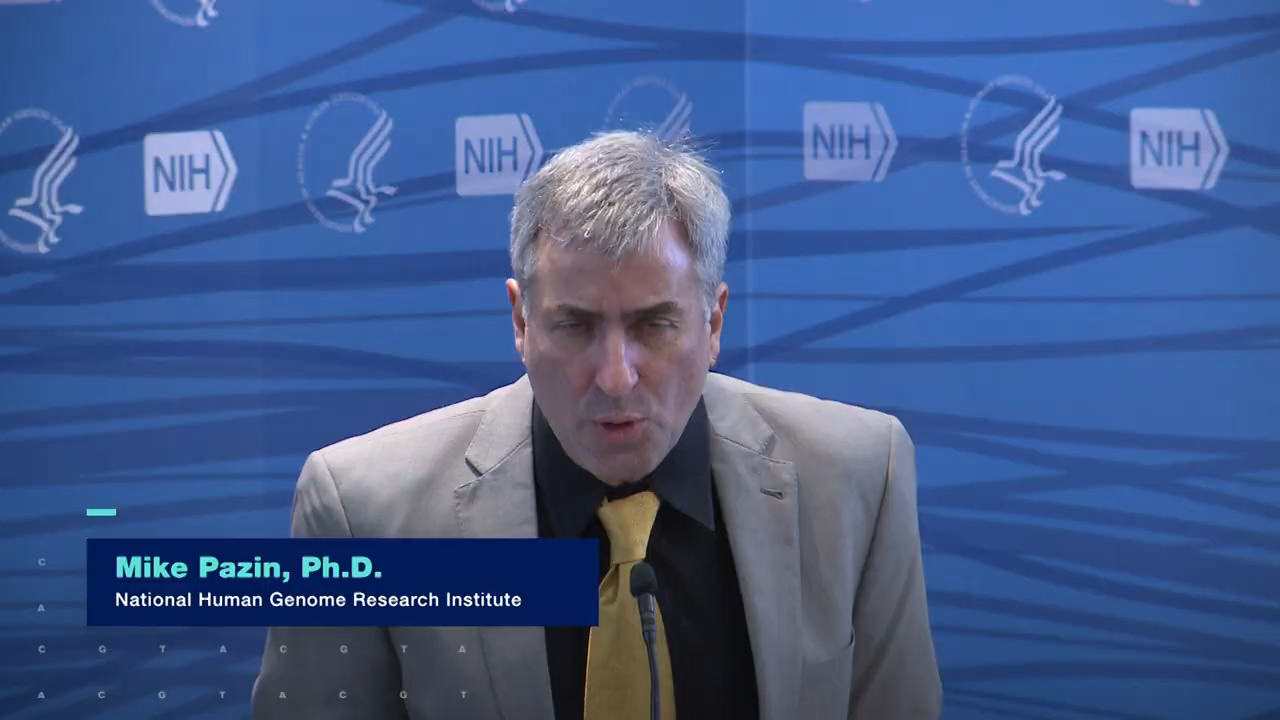 NIH
NIH
NIH
NIH
Mike Pazin, Ph.D.
National Human Genome Research Institute
C
A
C G T A C G T A
A C G T A C G T